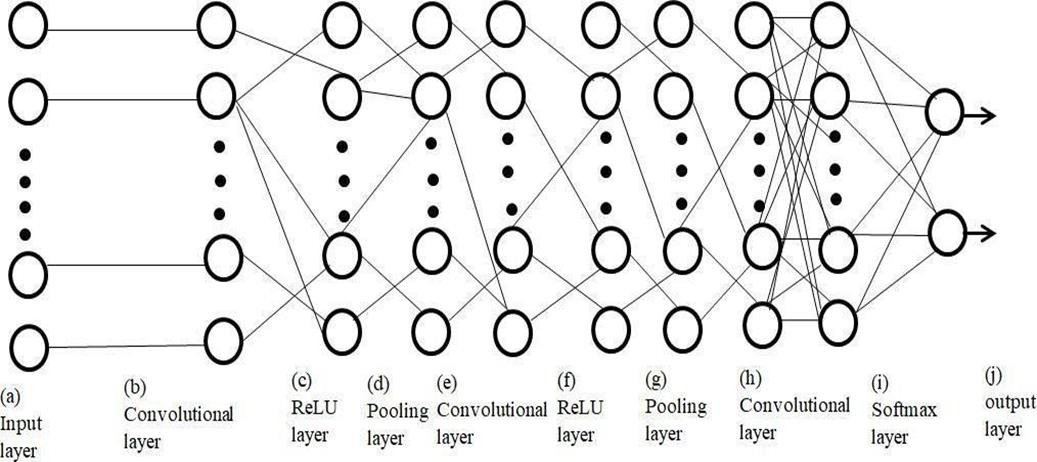 (a)
Input
layer
(b)
Convolutional
layer
(c)
ReLU
layer
(d)
Pooling
layer
(e)
Convolutional
layer
(f)
ReLU
layer
(g)
Pooling
layer
(h)
Convolutional
layer
(i)
Softmax
layer
(j)
output
layer